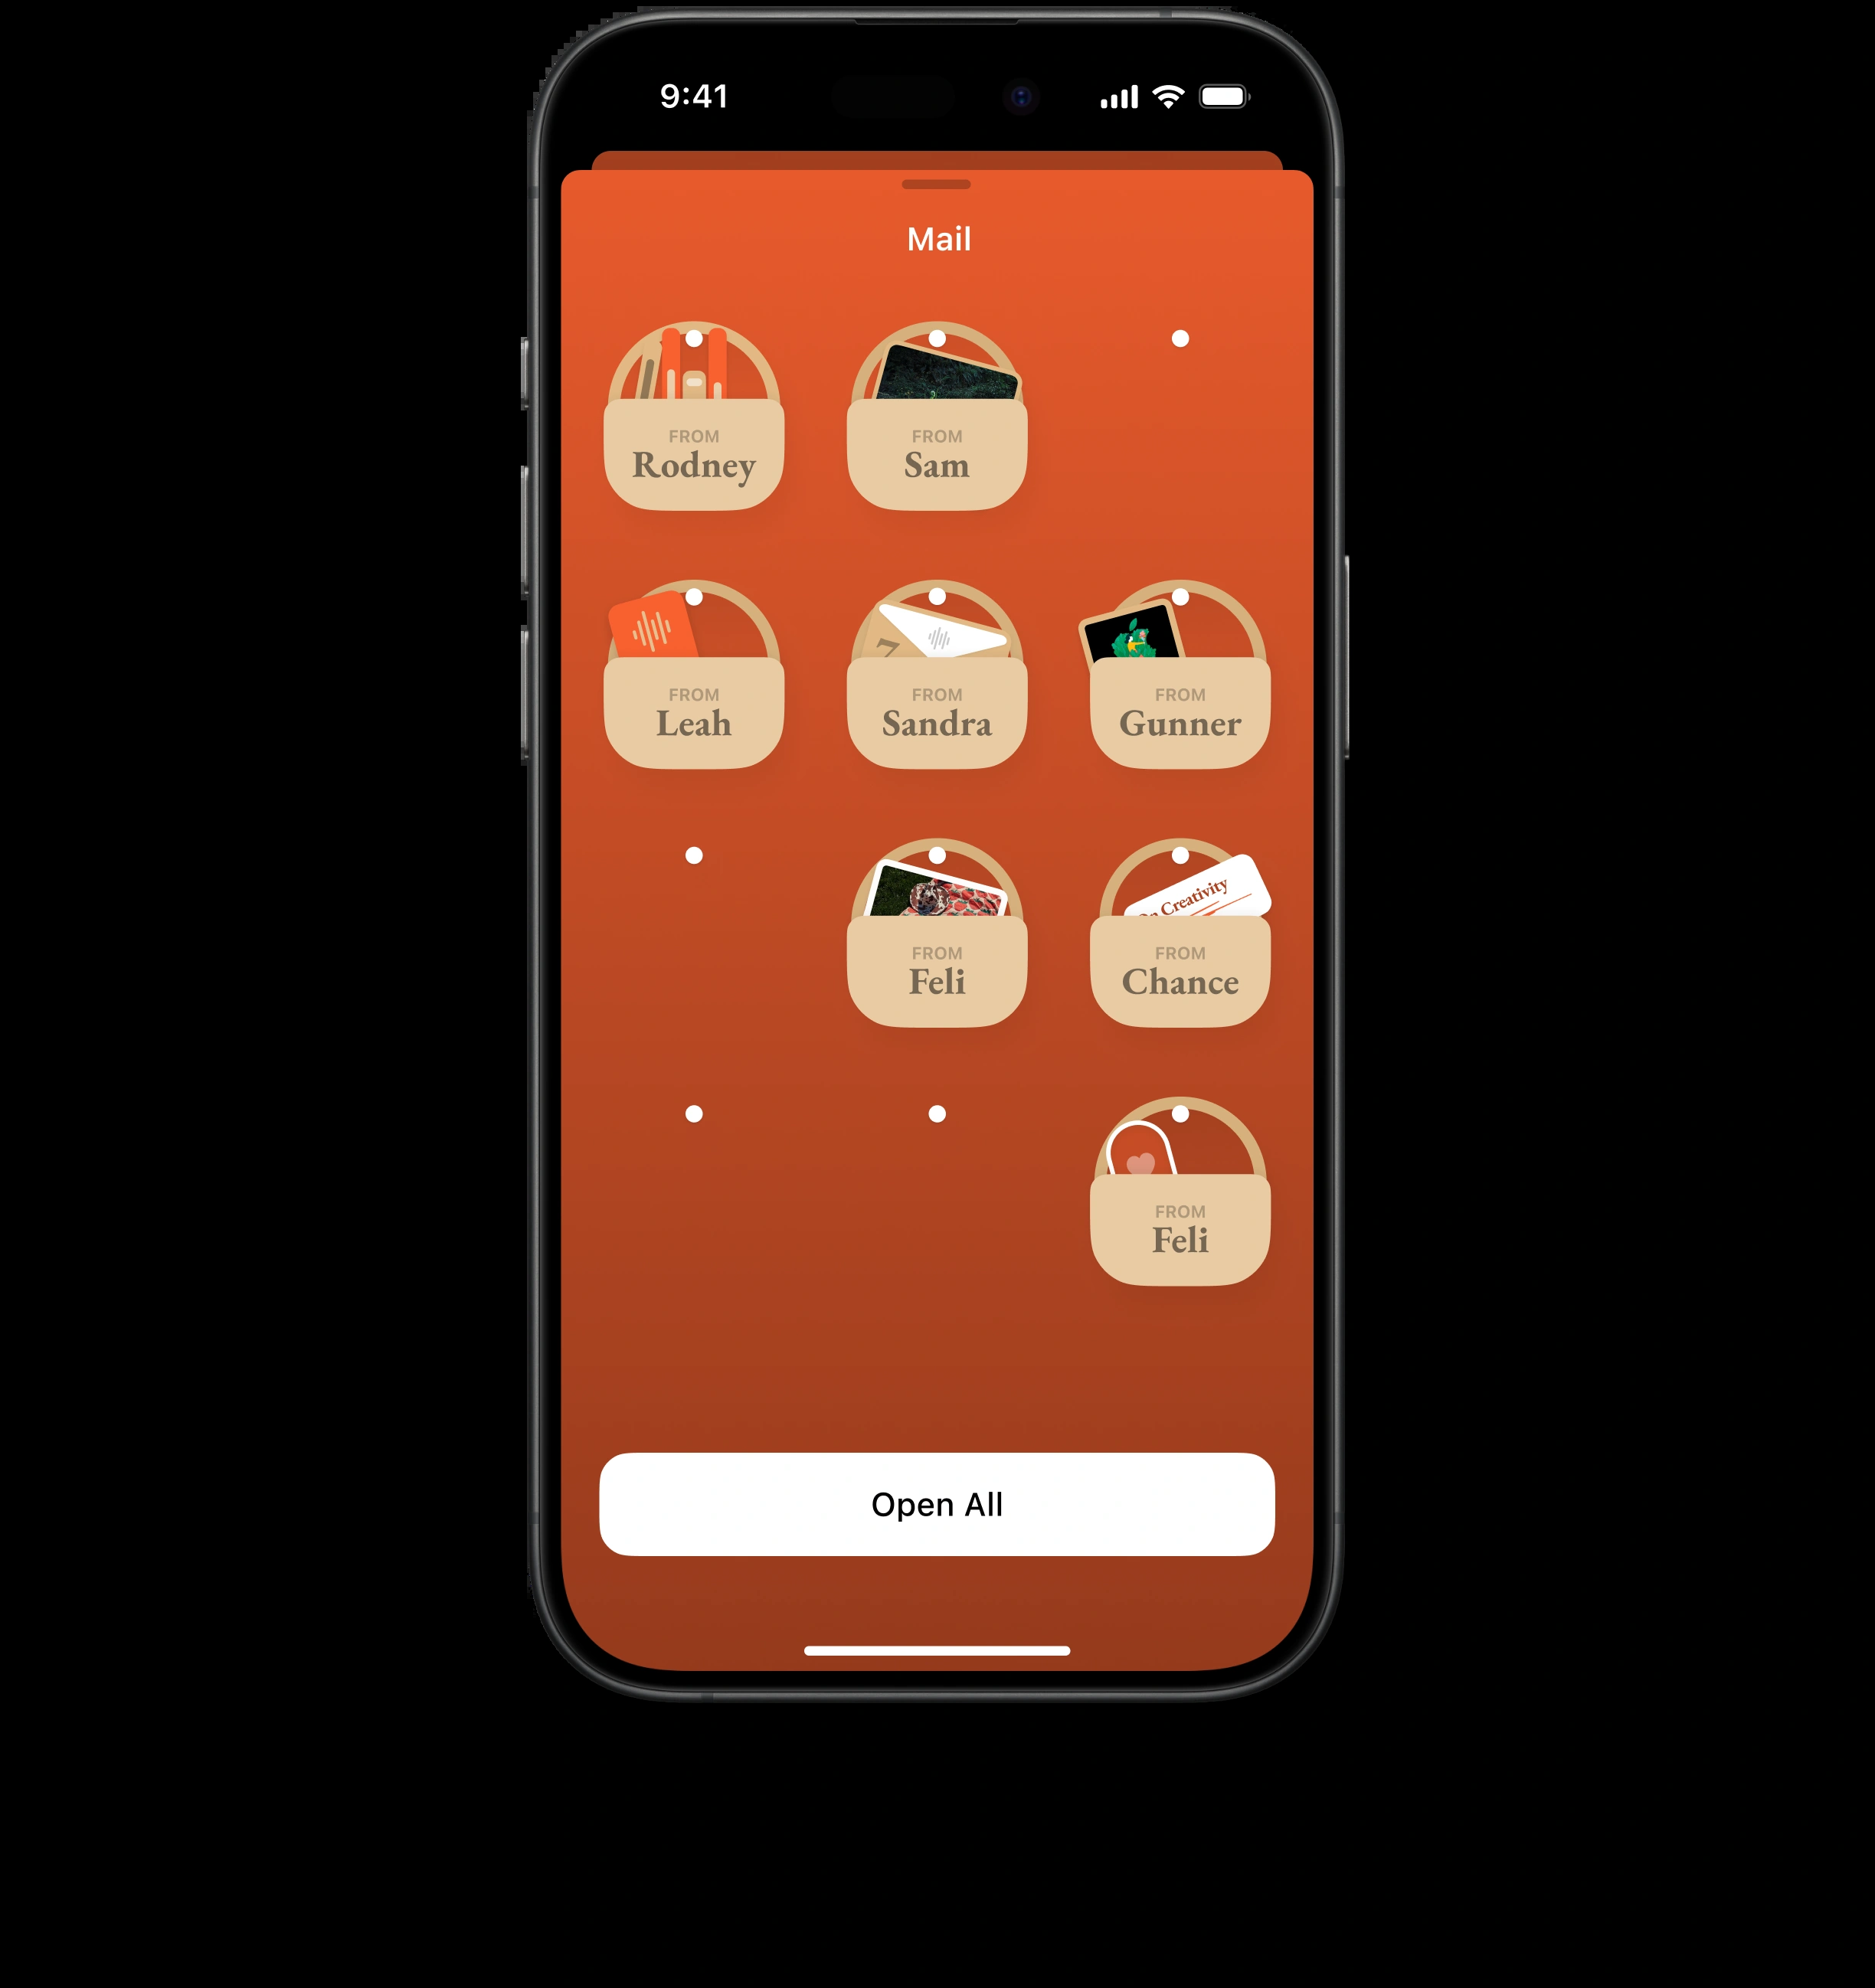 9:41
Mail
FROM
Rodney
FROM
Sam
FROM
Leah
FROM
Sandra
FROM
Gunner
FROM
Feli
Creativity
FROM
Chance
FROM
Feli
Open All